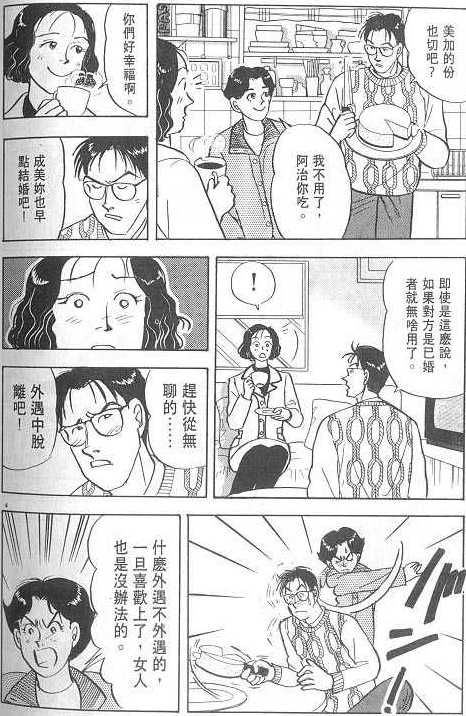 美加的份
也切吧？
我不用了，
阿治你吃。
你們好幸福啊。
成美妳也早
點結婚吧！
即使是這麽說，
如果對方是已婚
者就無啥用了。
！
趕快從無
聊的……
外遇中脫
離吧！
什麽外遇不外遇的，
一旦喜歡上了，女人
也是沒辦法的。